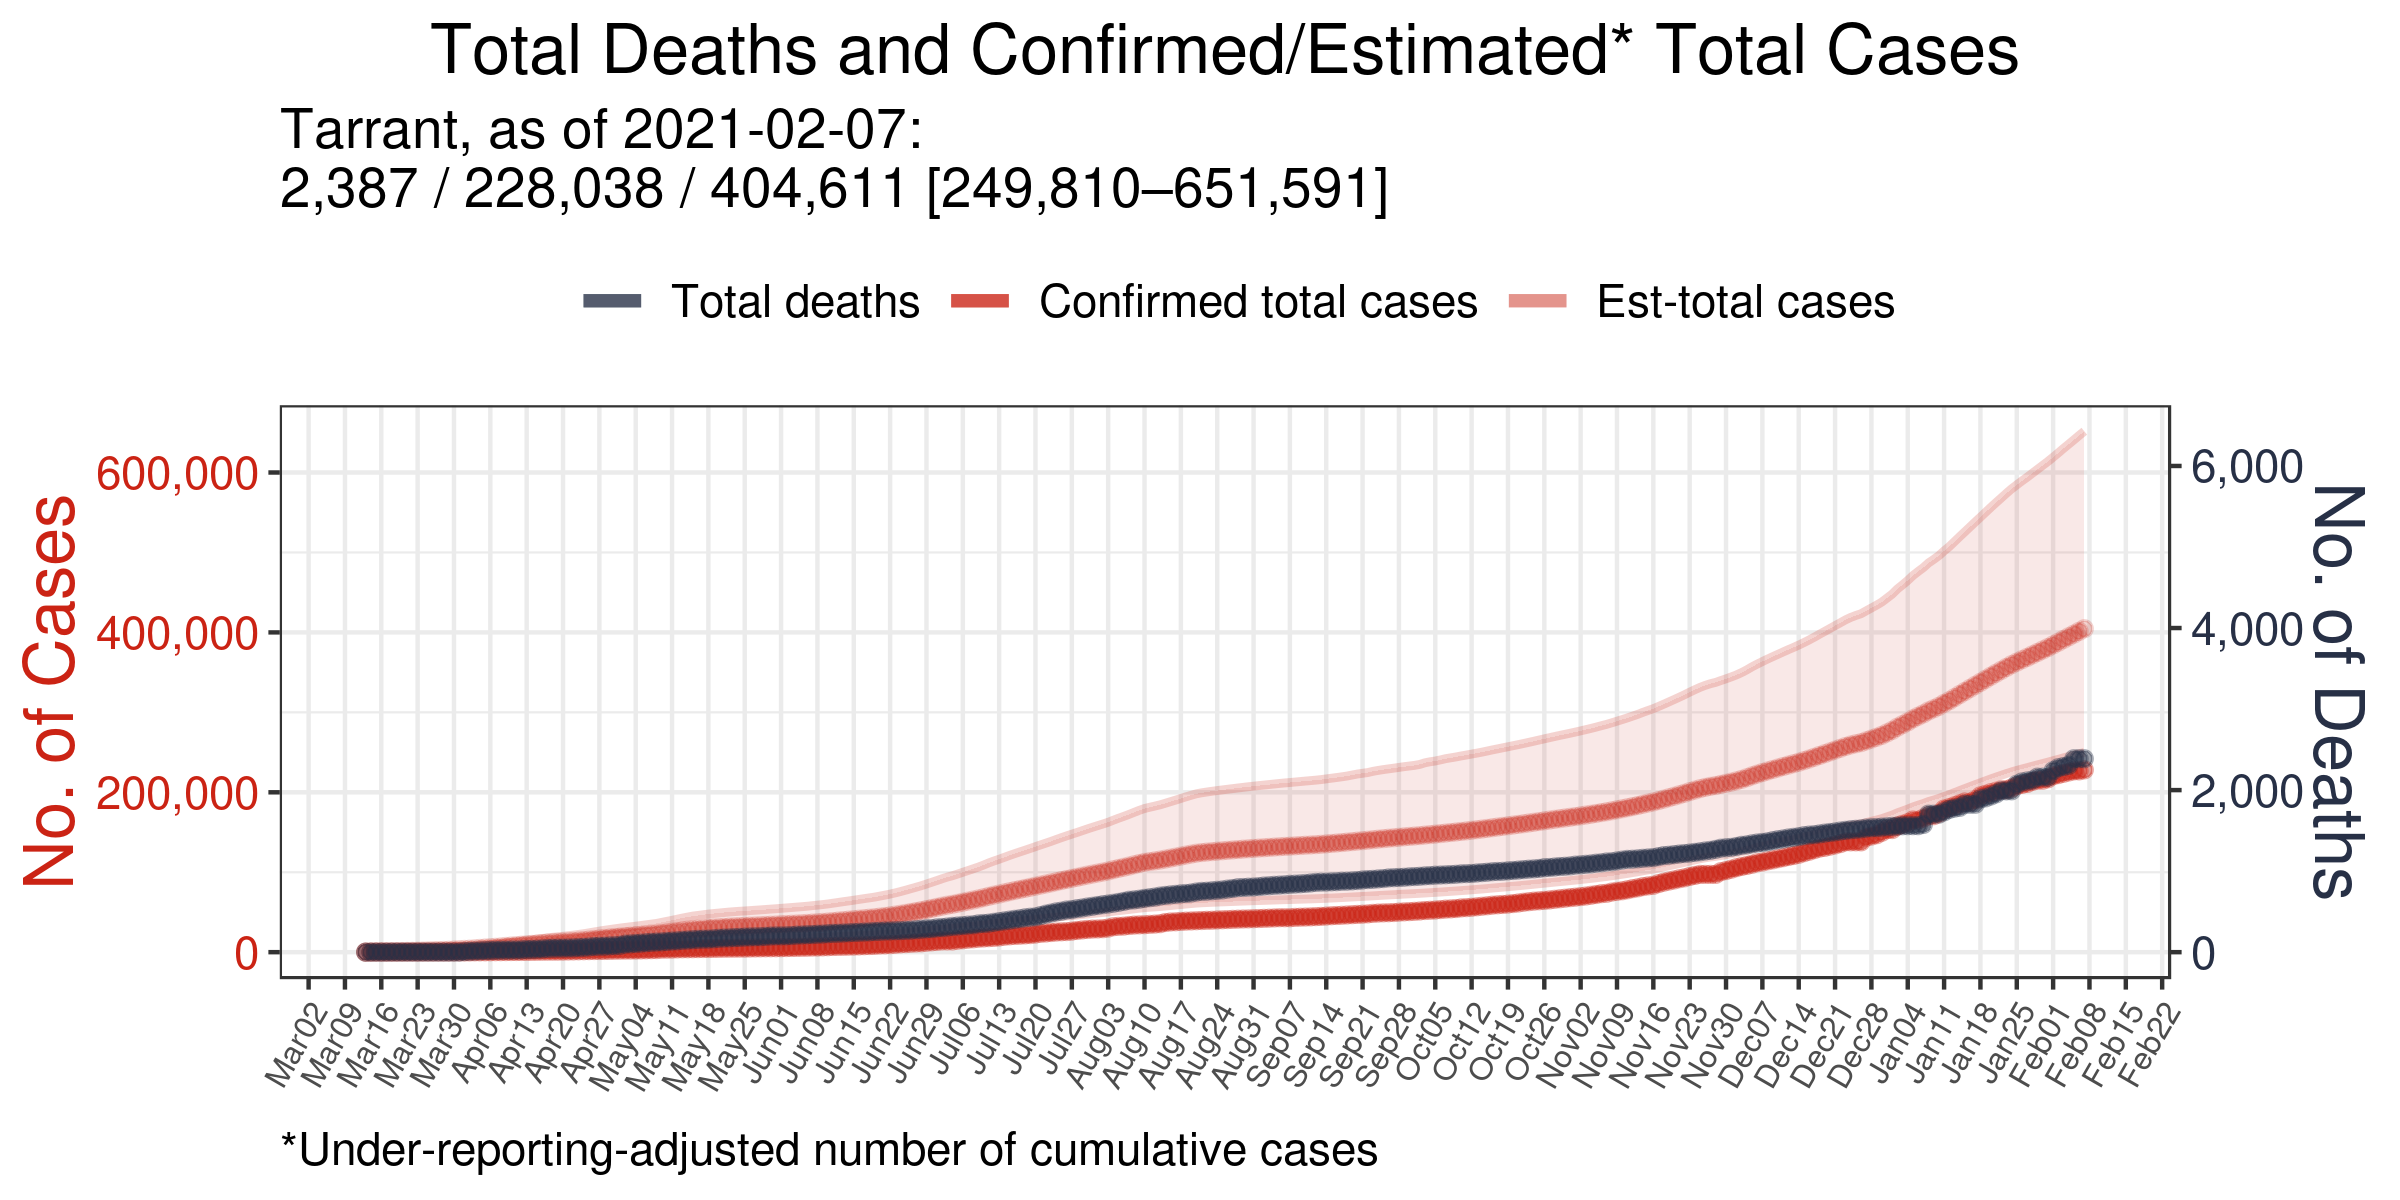 Total Deaths and Confirmed/Estimated* Total Cases
Tarrant, as of 2021-02-07:
2,387 / 228,038 / 404,611 [249,810–651,591]
Total deaths
Confirmed total cases
Est-total cases
No. of Cases
600,000
400,000
200,000
0
6,000
4,000
2,000
0
No. of Deaths
Mar02
Mar09
Mar16
Mar23
Mar30
Apr06
Apr13
Apr20
Apr27
May04
May11
May18
May25
Jun01
Jun08
Jun15
Jun22
Jun29
Jul06
Jul13
Jul20
Jul27
Aug03
Aug10
Aug17
Aug24
Aug31
Sep07
Sep14
Sep21
Sep28
Oct05
Oct12
Oct19
Oct26
Nov02
Nov09
Nov16
Nov23
Nov30
Dec07
Dec14
Dec21
Dec28
Jan04
Jan11
Jan18
Jan25
Feb01
Feb08
Feb15
Feb22
*Under-reporting-adjusted number of cumulative cases